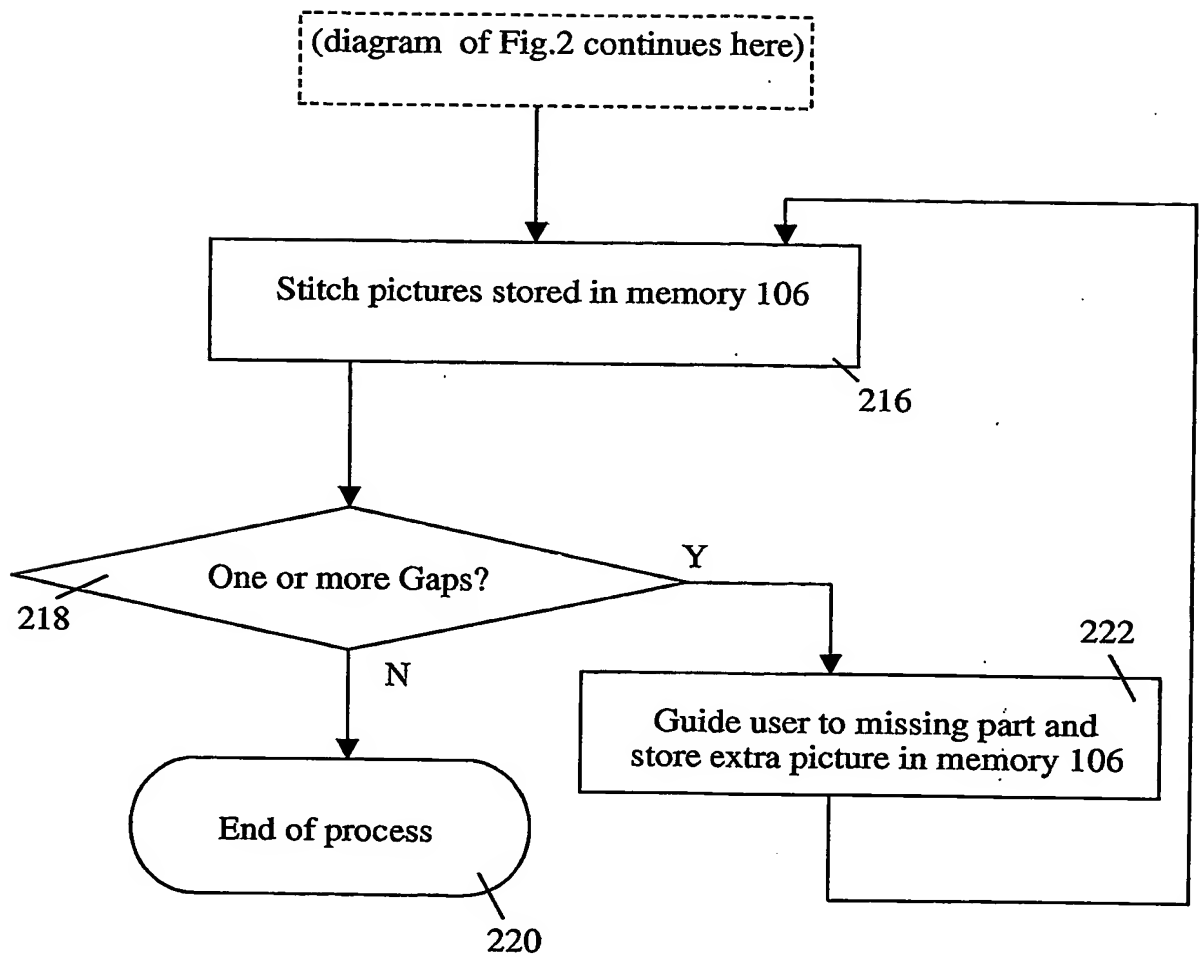 (diagram of Fig.2 continues here)
Stitch pictures stored in memory 106
216
One or more Gaps?
218
Y
N
222
Guide user to missing part and
store extra picture in memory 106
End of process
220